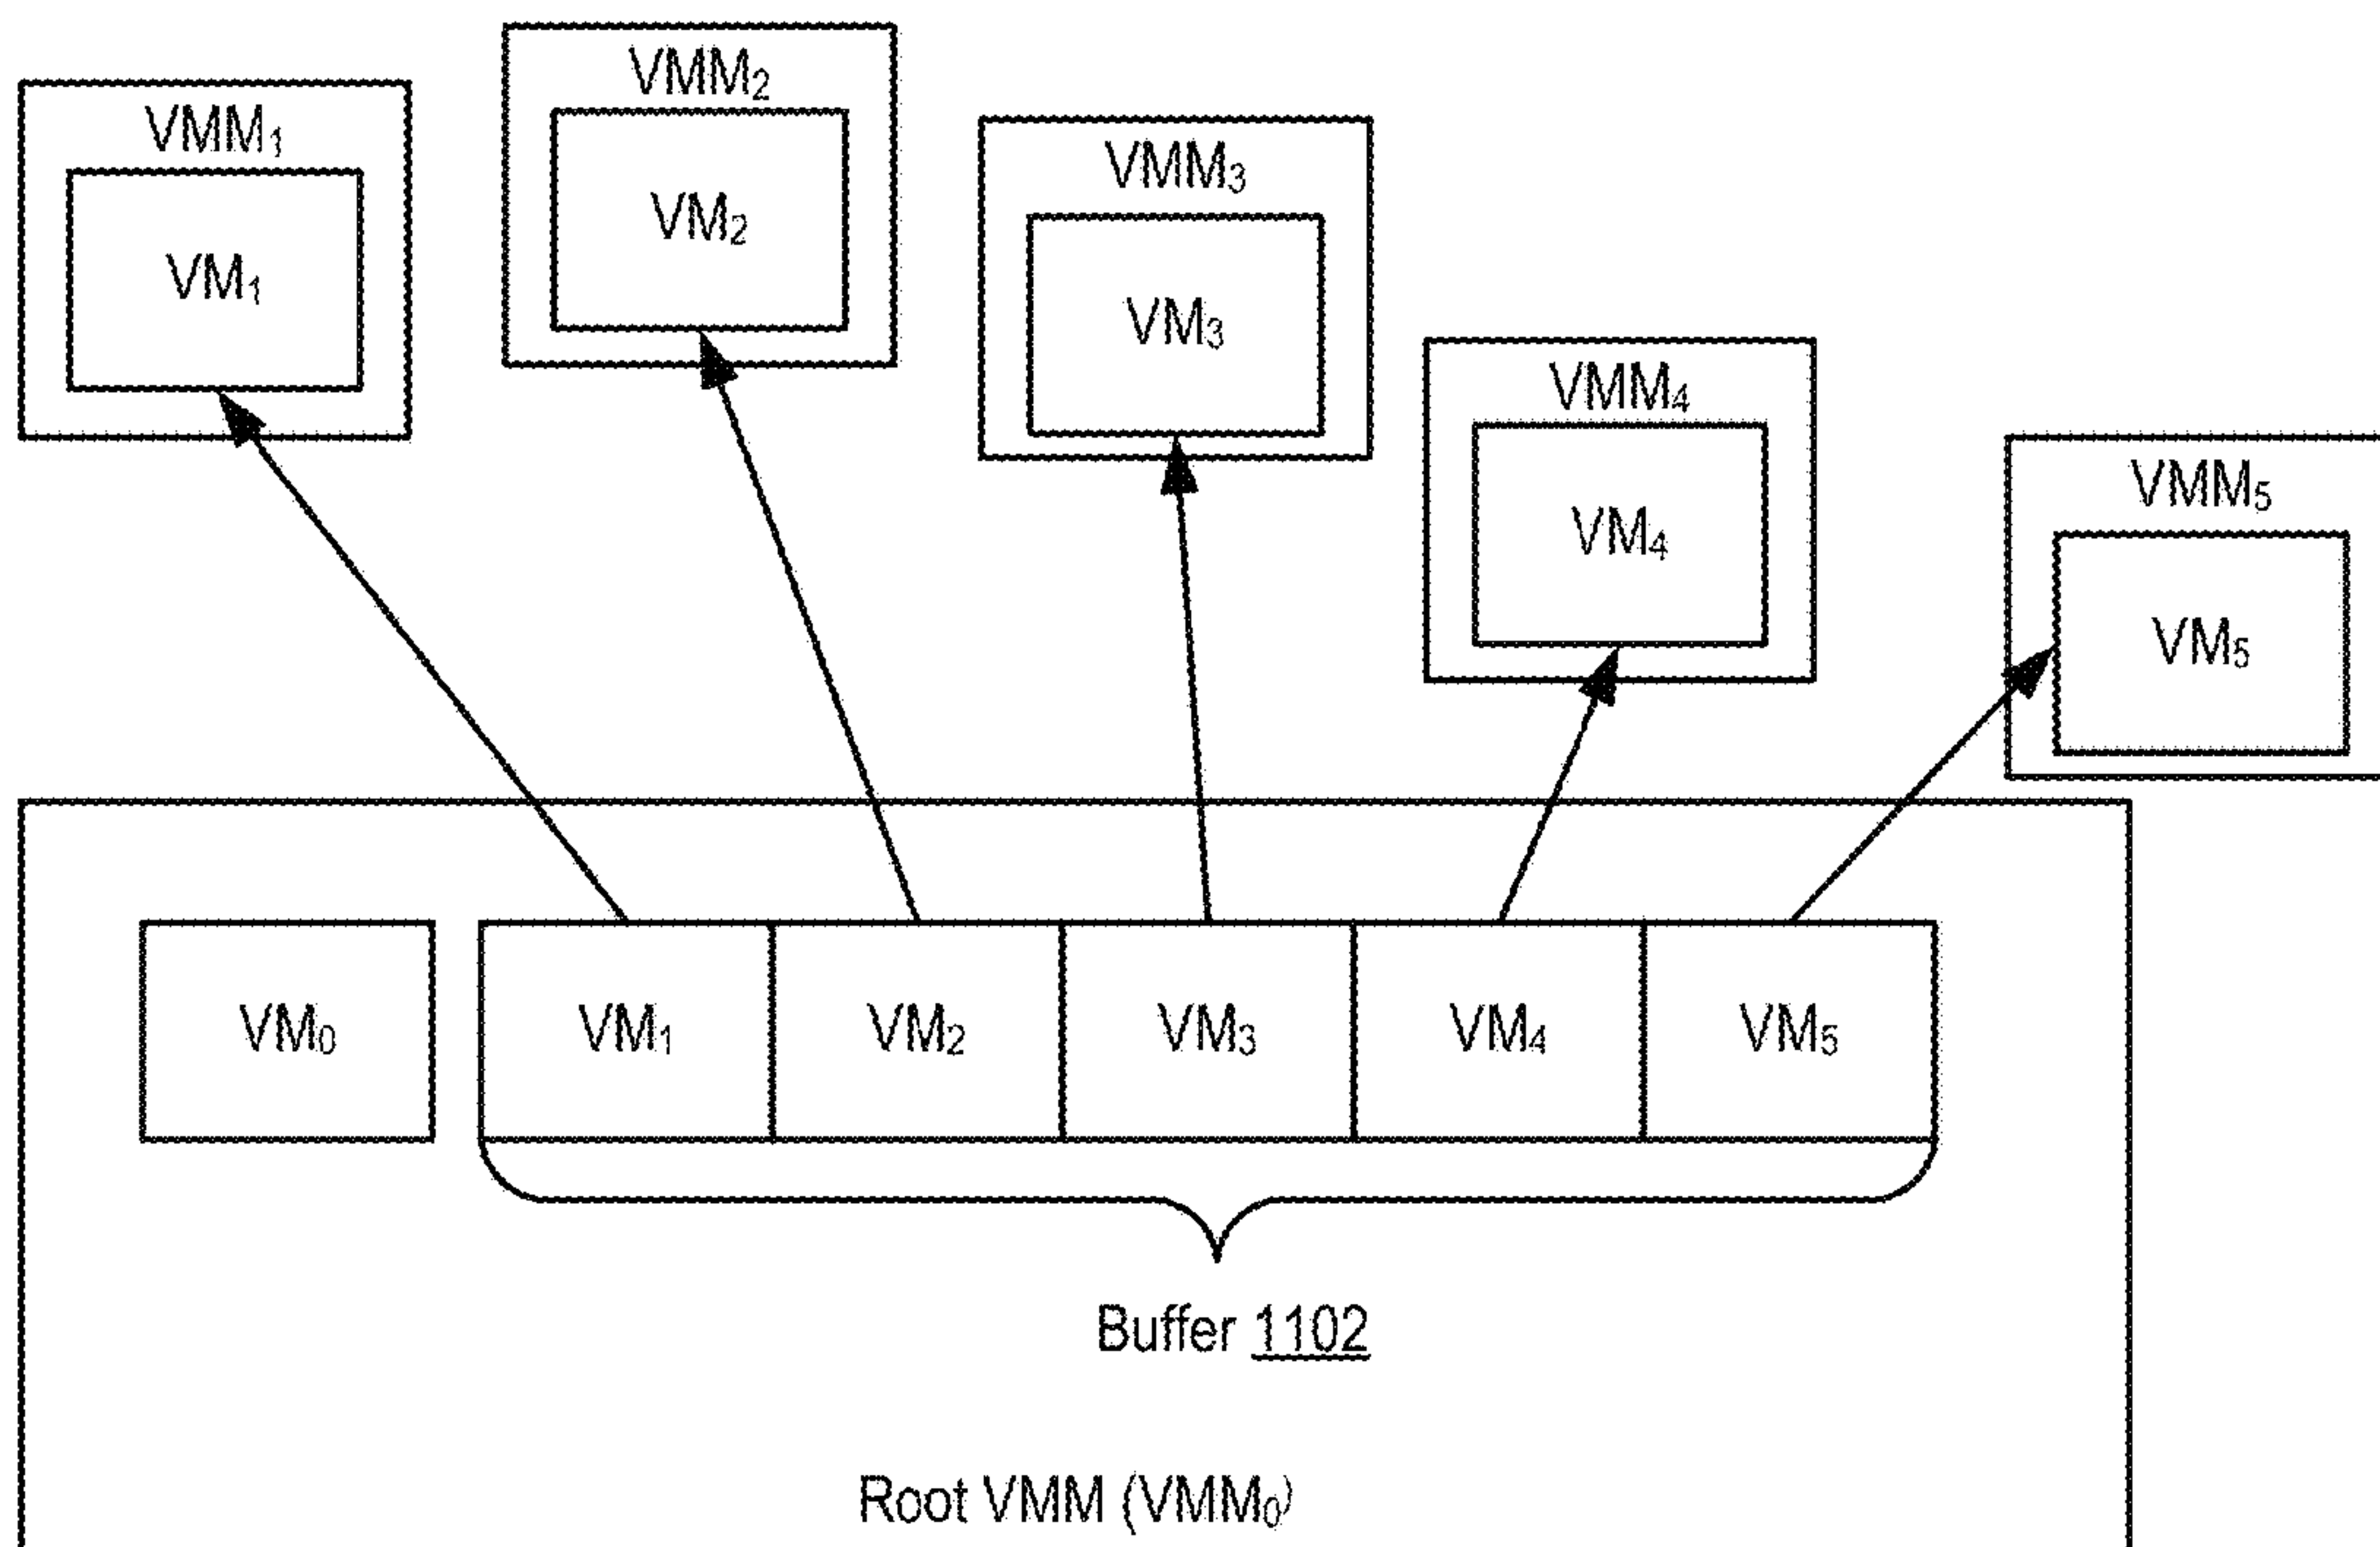 VMM₁
VM₁
VMM₂
VM₂
VMM₃
VM₃
VMM₄
VM₄
VMM₅
VM₅
VM₀
VM₁
VM₂
VM₃
VM₄
VM₅
Buffer 1102
Root VMM (VMM₀)